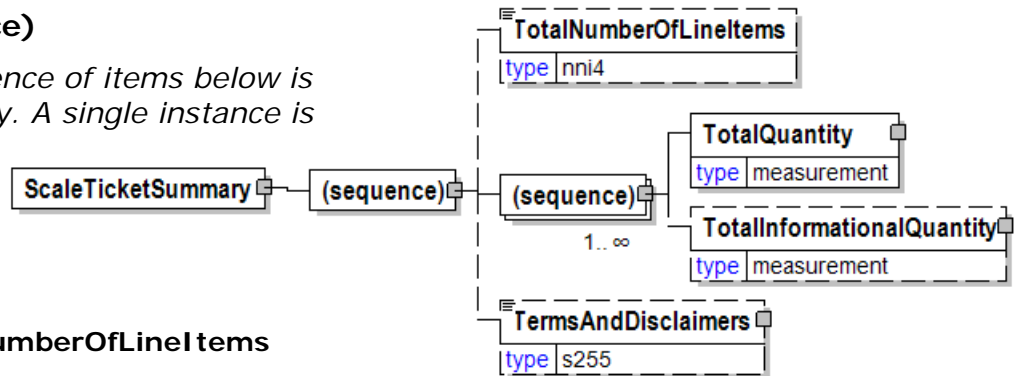 ce)
ence of items below is
y. A single instance is
ScaleTicketSummary
(sequence)
TotalNumberOfLineItems
type nni4
(sequence)
1.. ∞
TotalQuantity
type measurement
TotalInformationalQuantity
type measurement
TermsAndDisclaimers
type s255
umberOfLineItems